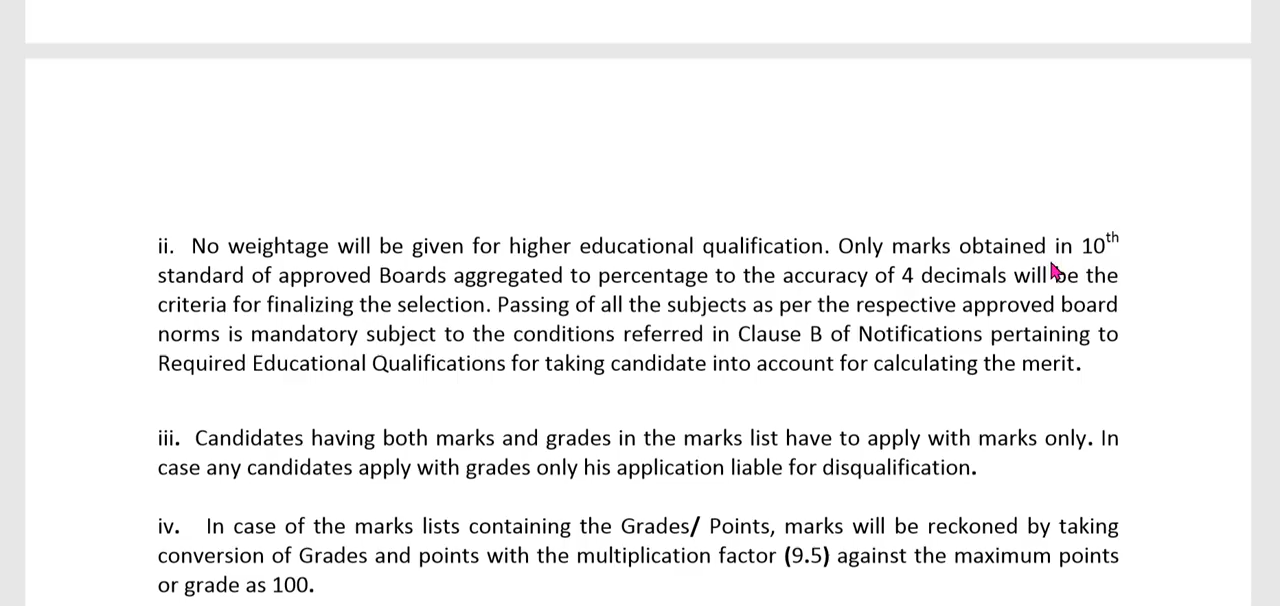 ii. No weightage will be given for higher educational qualification. Only marks obtained in 10th
standard of approved Boards aggregated to percentage to the accuracy of 4 decimals will be the
criteria for finalizing the selection. Passing of all the subjects as per the respective approved board
norms is mandatory subject to the conditions referred in Clause B of Notifications pertaining to
Required Educational Qualifications for taking candidate into account for calculating the merit.
iii. Candidates having both marks and grades in the marks list have to apply with marks only. In
case any candidates apply with grades only his application liable for disqualification.
iv. In case of the marks lists containing the Grades/ Points, marks will be reckoned by taking
conversion of Grades and points with the multiplication factor (9.5) against the maximum points
or grade as 100.